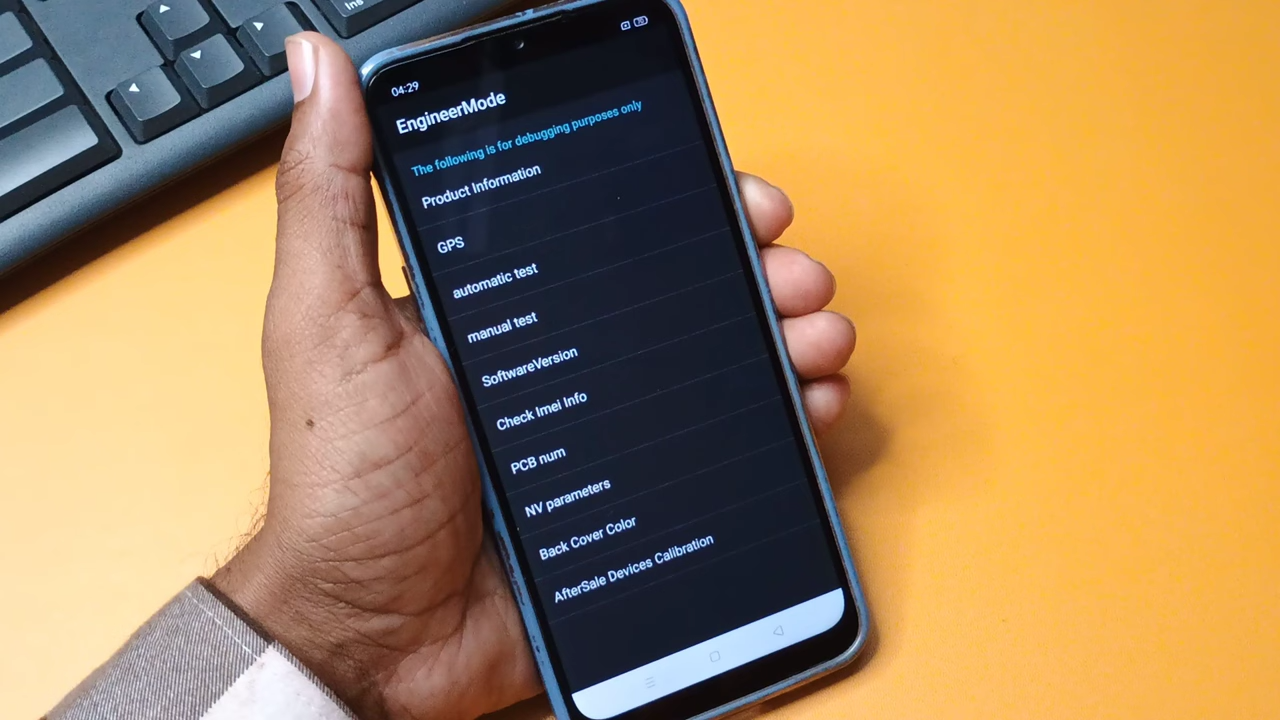 Ins
04:29
EngineerMode
The following is for debugging purposes only
Product Information
GPS
automatic test
manual test
SoftwareVersion
Check Imei Info
PCB num
NV parameters
Back Cover Color
AfterSale Devices Calibration